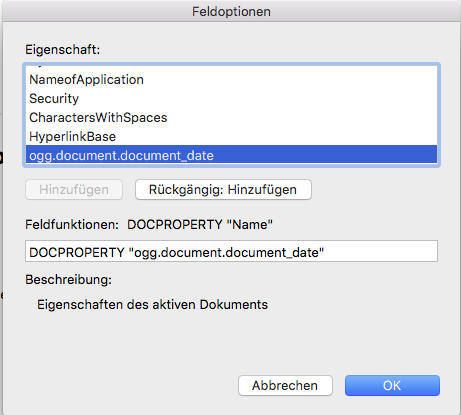 Feldoptionen
Eigenschaft:
NameofApplication
Security
CharactersWithSpaces
HyperlinkBase
ogg.document.document_date
Hinzufügen
Rückgängig: Hinzufügen
Feldfunktionen: DOCPROPERTY "Name"
DOCPROPERTY "ogg.document.document_date"
Beschreibung:
Eigenschaften des aktiven Dokuments
Abbrechen
OK